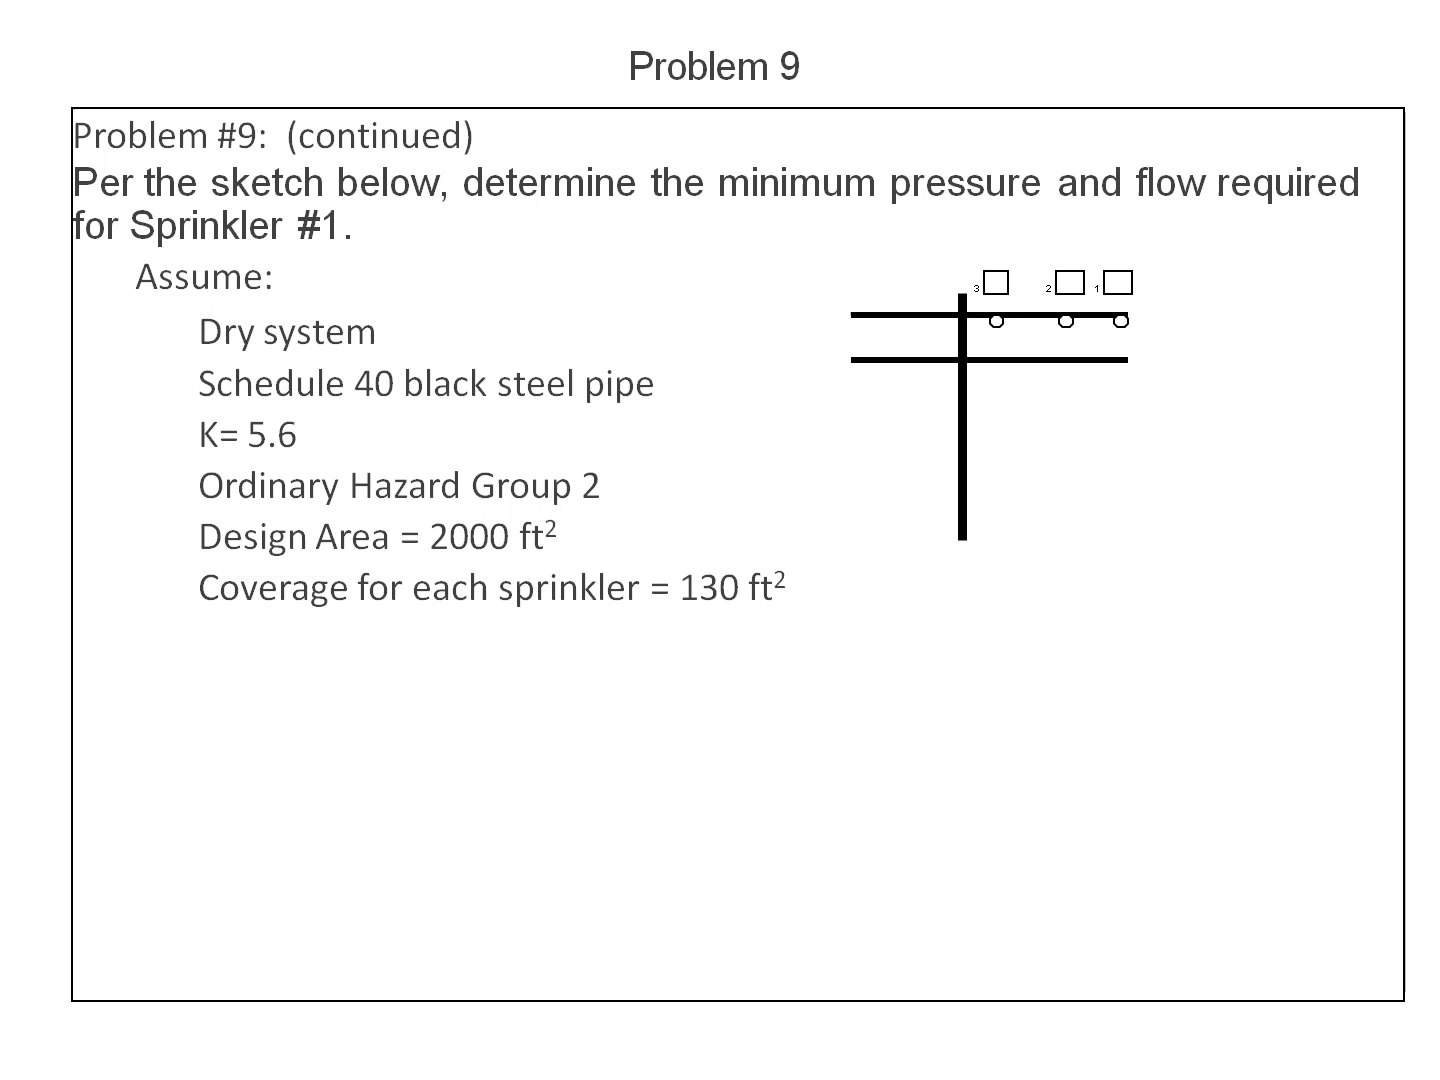 Problem 9
Problem #9:  (continued)
Per the sketch below, determine the minimum pressure and flow required
for Sprinkler #1.
Assume:
3 2 1
Dry system
Schedule 40 black steel pipe
K= 5.6
Ordinary Hazard Group 2
Design Area = 2000 ft²
Coverage for each sprinkler = 130 ft²